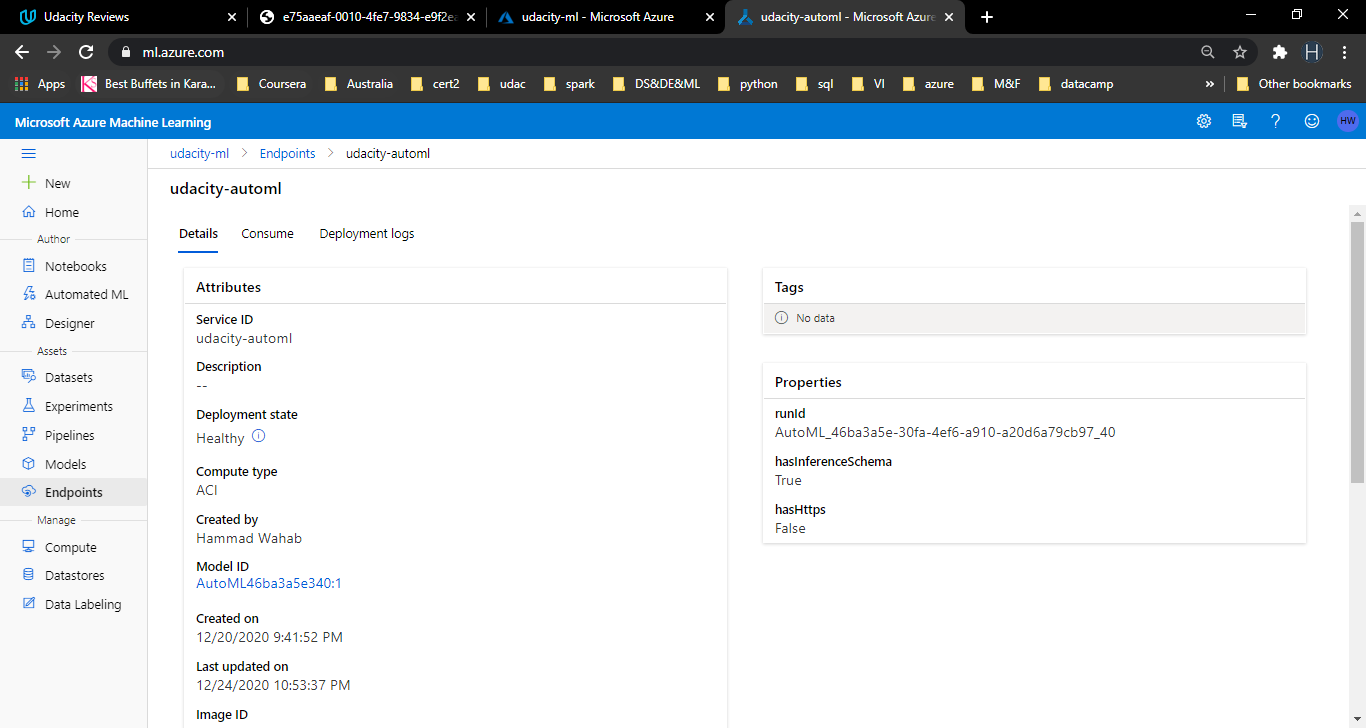 Udacity Reviews
e75aaeaf-0010-4fe7-9834-e9f2ea
udacity-ml - Microsoft Azure
udacity-automl - Microsoft Azure
ml.azure.com
Apps
Best Buffets in Kara...
Coursera
Australia
cert2
udac
spark
DS&DE&ML
python
sql
VI
azure
M&F
datacamp
»
Other bookmarks
Microsoft Azure Machine Learning
HW
New
Home
Author
Notebooks
Automated ML
Designer
Assets
Datasets
Experiments
Pipelines
Models
Endpoints
Manage
Compute
Datastores
Data Labeling
udacity-ml > Endpoints > udacity-automl
udacity-automl
Details Consume Deployment logs
Attributes
Service ID
udacity-automl
Description
--
Deployment state
Healthy
Compute type
ACI
Created by
Hammad Wahab
Model ID
AutoML46ba3a5e340:1
Created on
12/20/2020 9:41:52 PM
Last updated on
12/24/2020 10:53:37 PM
Image ID
Tags
No data
Properties
runId
AutoML_46ba3a5e-30fa-4ef6-a910-a20d6a79cb97_40
hasInferenceSchema
True
hasHttps
False